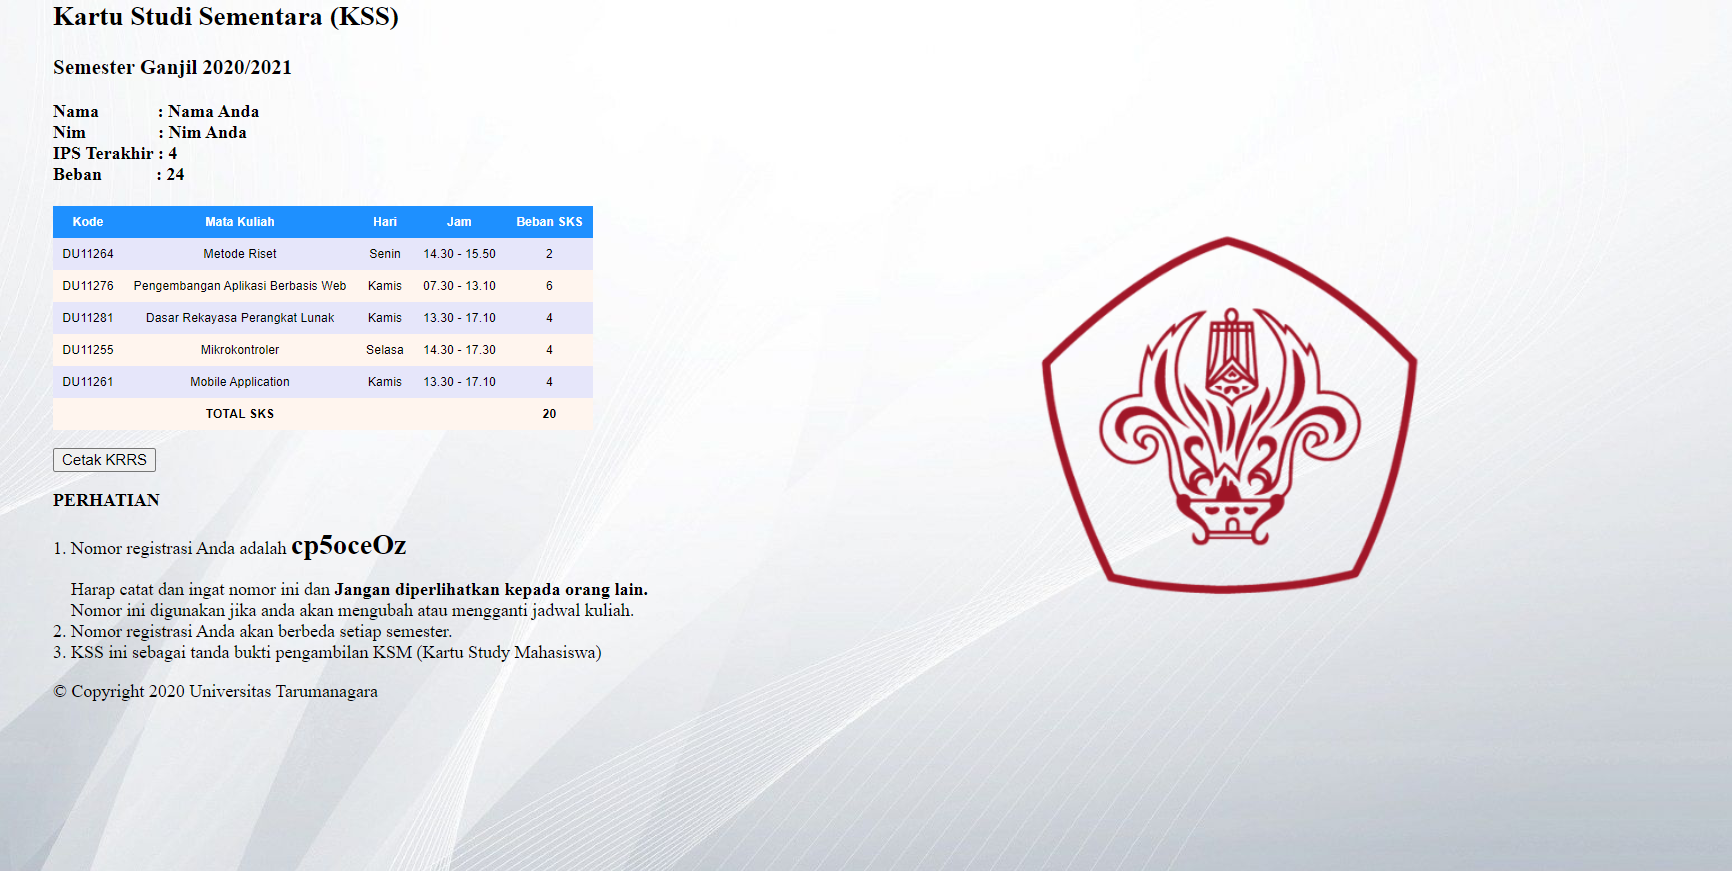 Kartu Studi Sementara (KSS)
Semester Ganjil 2020/2021
Nama : Nama Anda
Nim : Nim Anda
IPS Terakhir : 4
Beban : 24
Kode Mata Kuliah Hari Jam Beban SKS
DU11264 Metode Riset Senin 14.30 - 15.50 2
DU11276 Pengembangan Aplikasi Berbasis Web Kamis 07.30 - 13.10 6
DU11281 Dasar Rekayasa Perangkat Lunak Kamis 13.30 - 17.10 4
DU11255 Mikrokontroler Selasa 14.30 - 17.30 4
DU11261 Mobile Application Kamis 13.30 - 17.10 4
TOTAL SKS 20
Cetak KRRS
PERHATIAN
1. Nomor registrasi Anda adalah cp5oceOz
Harap catat dan ingat nomor ini dan Jangan diperlihatkan kepada orang lain.
Nomor ini digunakan jika anda akan mengubah atau mengganti jadwal kuliah.
2. Nomor registrasi Anda akan berbeda setiap semester.
3. KSS ini sebagai tanda bukti pengambilan KSM (Kartu Study Mahasiswa)
© Copyright 2020 Universitas Tarumanagara